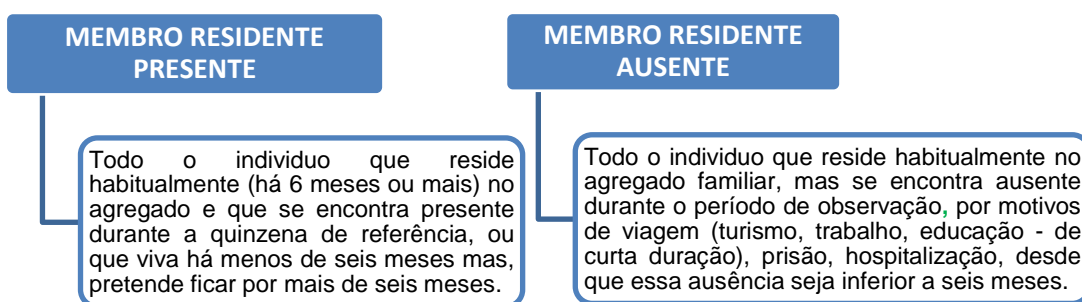 MEMBRO RESIDENTE
PRESENTE
Todo o individuo que reside
habitualmente (há 6 meses ou mais) no
agregado e que se encontra presente
durante a quinzena de referência, ou
que viva há menos de seis meses mas,
pretende ficar por mais de seis meses.
MEMBRO RESIDENTE
AUSENTE
Todo o individuo que reside habitualmente no
agregado familiar, mas se encontra ausente
durante o período de observação, por motivos
de viagem (turismo, trabalho, educação - de
curta duração), prisão, hospitalização, desde
que essa ausência seja inferior a seis meses.